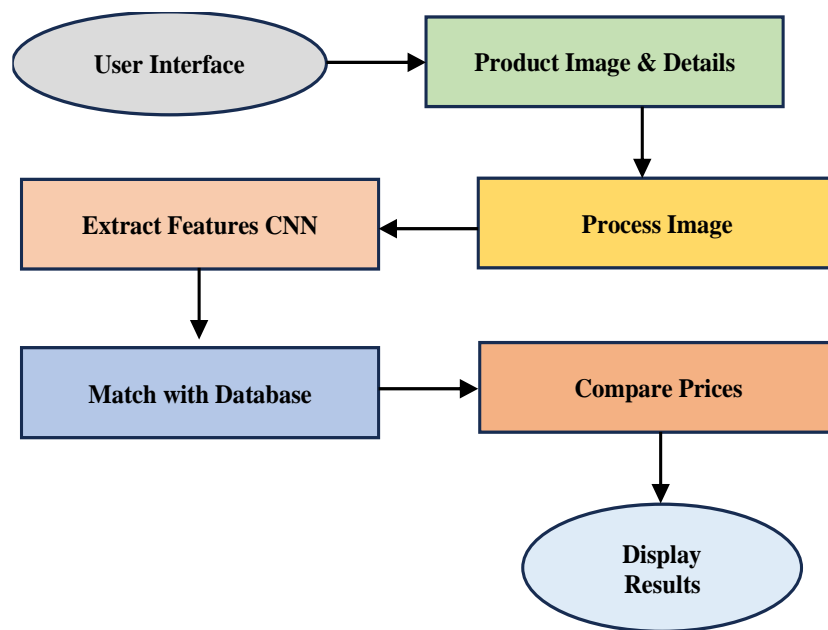 User Interface
Product Image & Details
Process Image
Extract Features CNN
Match with Database
Compare Prices
Display
Results